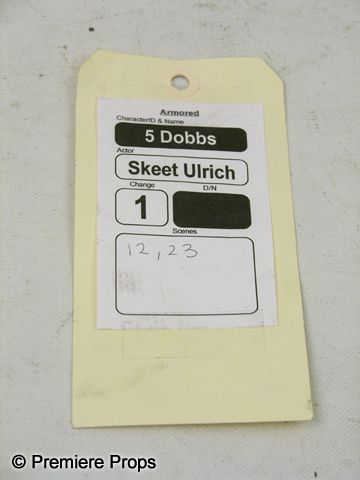 Armored
CharacterID & Name
5 Dobbs
Actor
Skeet Ulrich
Change D/N
1
Scenes
12, 23
© Premiere Props